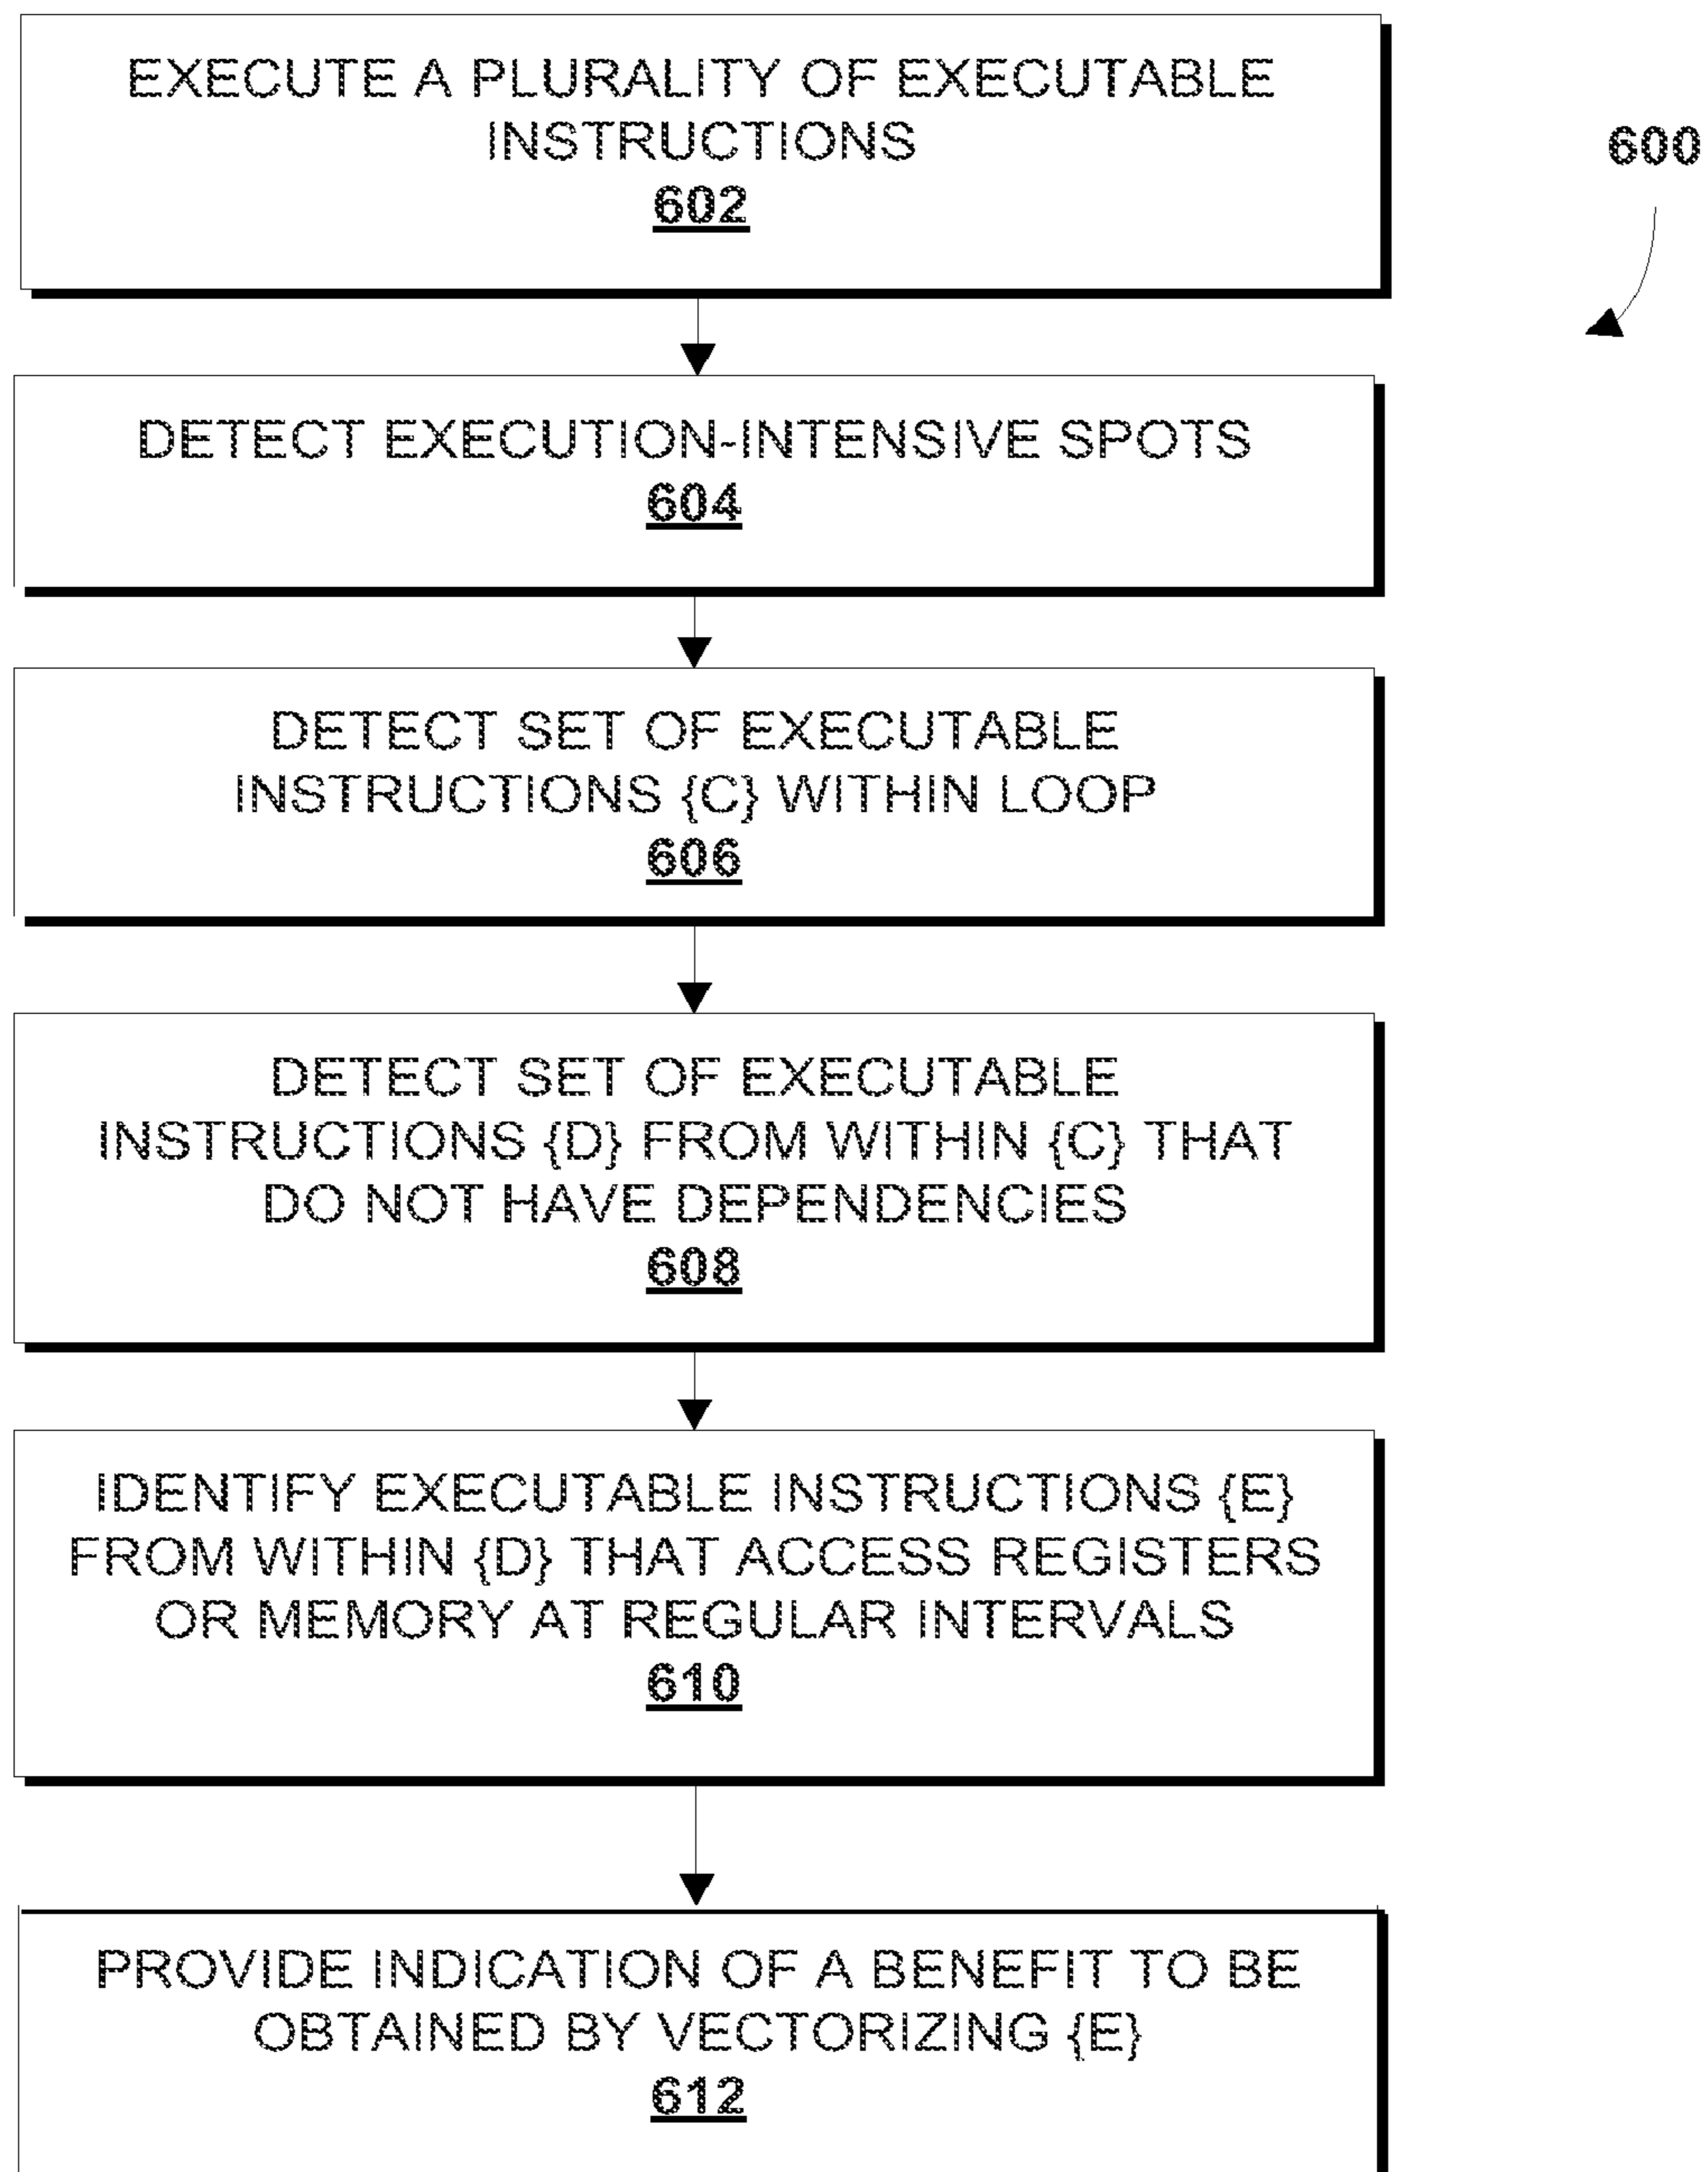 EXECUTE A PLURALITY OF EXECUTABLE
INSTRUCTIONS
602
600
DETECT EXECUTION-INTENSIVE SPOTS
604
DETECT SET OF EXECUTABLE
INSTRUCTIONS {C} WITHIN LOOP
606
DETECT SET OF EXECUTABLE
INSTRUCTIONS {D} FROM WITHIN {C} THAT
DO NOT HAVE DEPENDENCIES
608
IDENTIFY EXECUTABLE INSTRUCTIONS {E}
FROM WITHIN {D} THAT ACCESS REGISTERS
OR MEMORY AT REGULAR INTERVALS
610
PROVIDE INDICATION OF A BENEFIT TO BE
OBTAINED BY VECTORIZING {E}
612